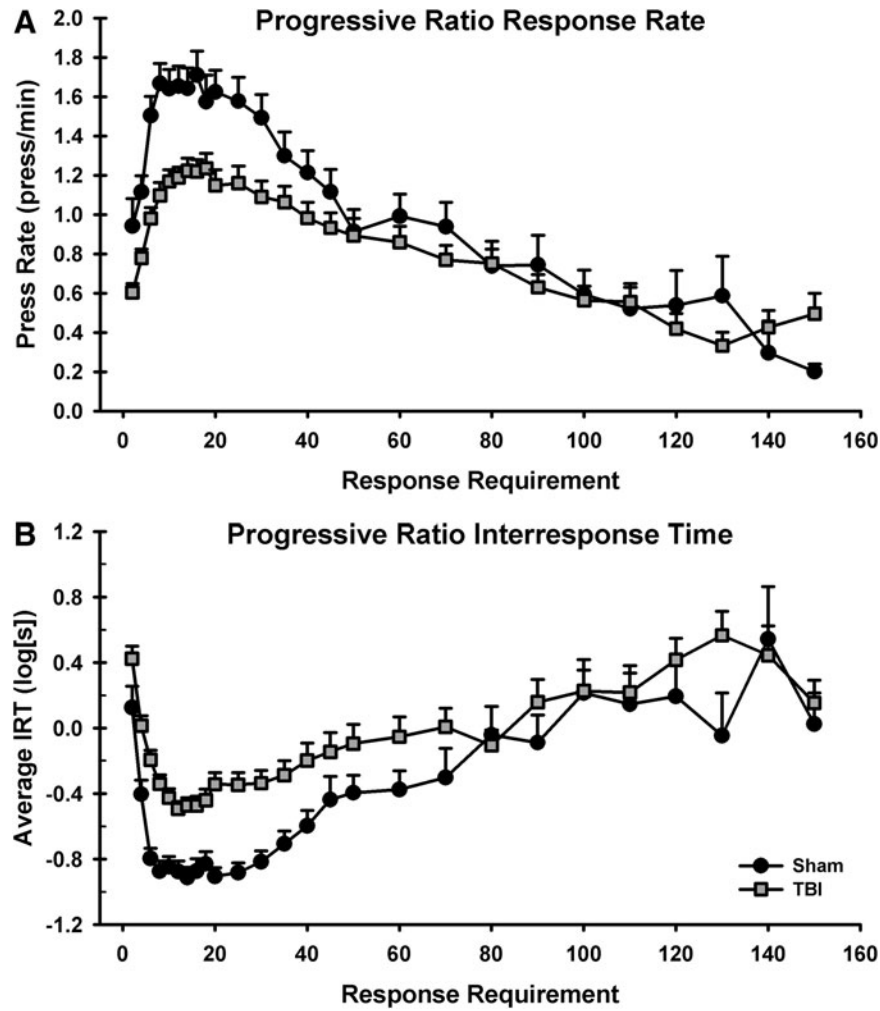 A
Progressive Ratio Response Rate
Press Rate (press/min)
2.0
1.8
1.6
1.4
1.2
1.0
0.8
0.6
0.4
0.2
0.0
0 20 40 60 80 100 120 140 160
Response Requirement
B
Progressive Ratio Interresponse Time
Average IRT (log[s])
1.2
0.8
0.4
0.0
-0.4
-0.8
-1.2
Sham
TBI
0 20 40 60 80 100 120 140 160
Response Requirement